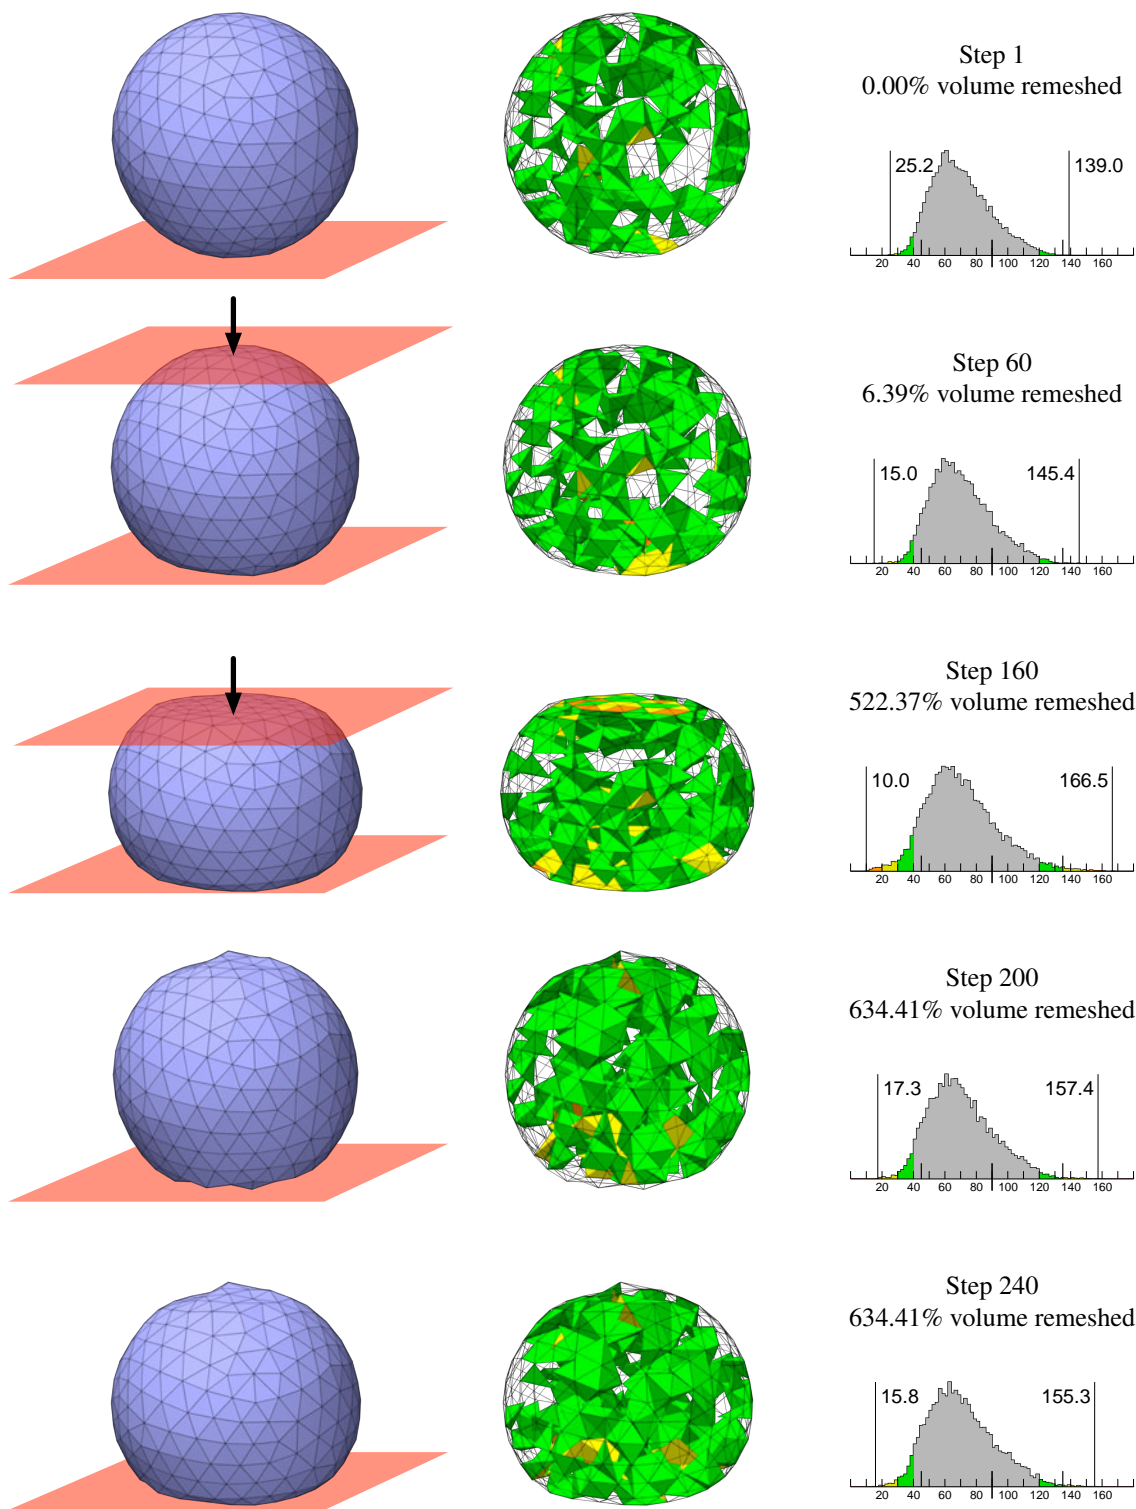 Step 1
0.00% volume remeshed
25.2 139.0
20 40 60 80 100 120 140 160
Step 60
6.39% volume remeshed
15.0 145.4
20 40 60 80 100 120 140 160
Step 160
522.37% volume remeshed
10.0 166.5
20 40 60 80 100 120 140 160
Step 200
634.41% volume remeshed
17.3 157.4
20 40 60 80 100 120 140 160
Step 240
634.41% volume remeshed
15.8 155.3
20 40 60 80 100 120 140 160